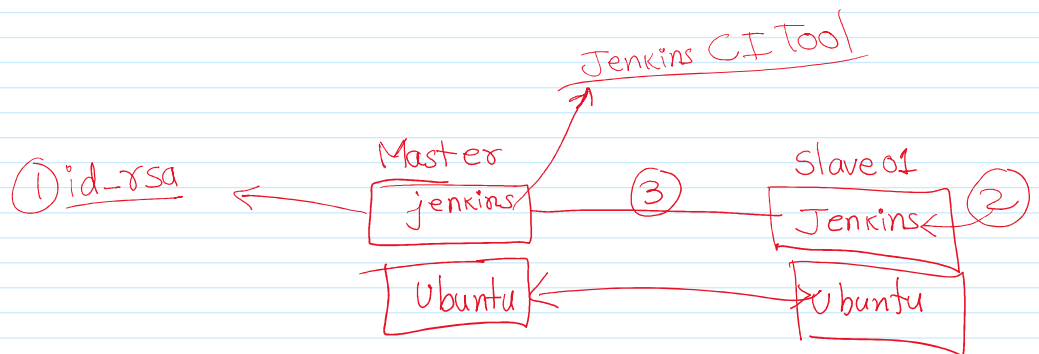 Jenkins CI Tool
Master
Slave01
① id_rsa
jenkins
③
Jenkins
②
Ubuntu
Ubuntu